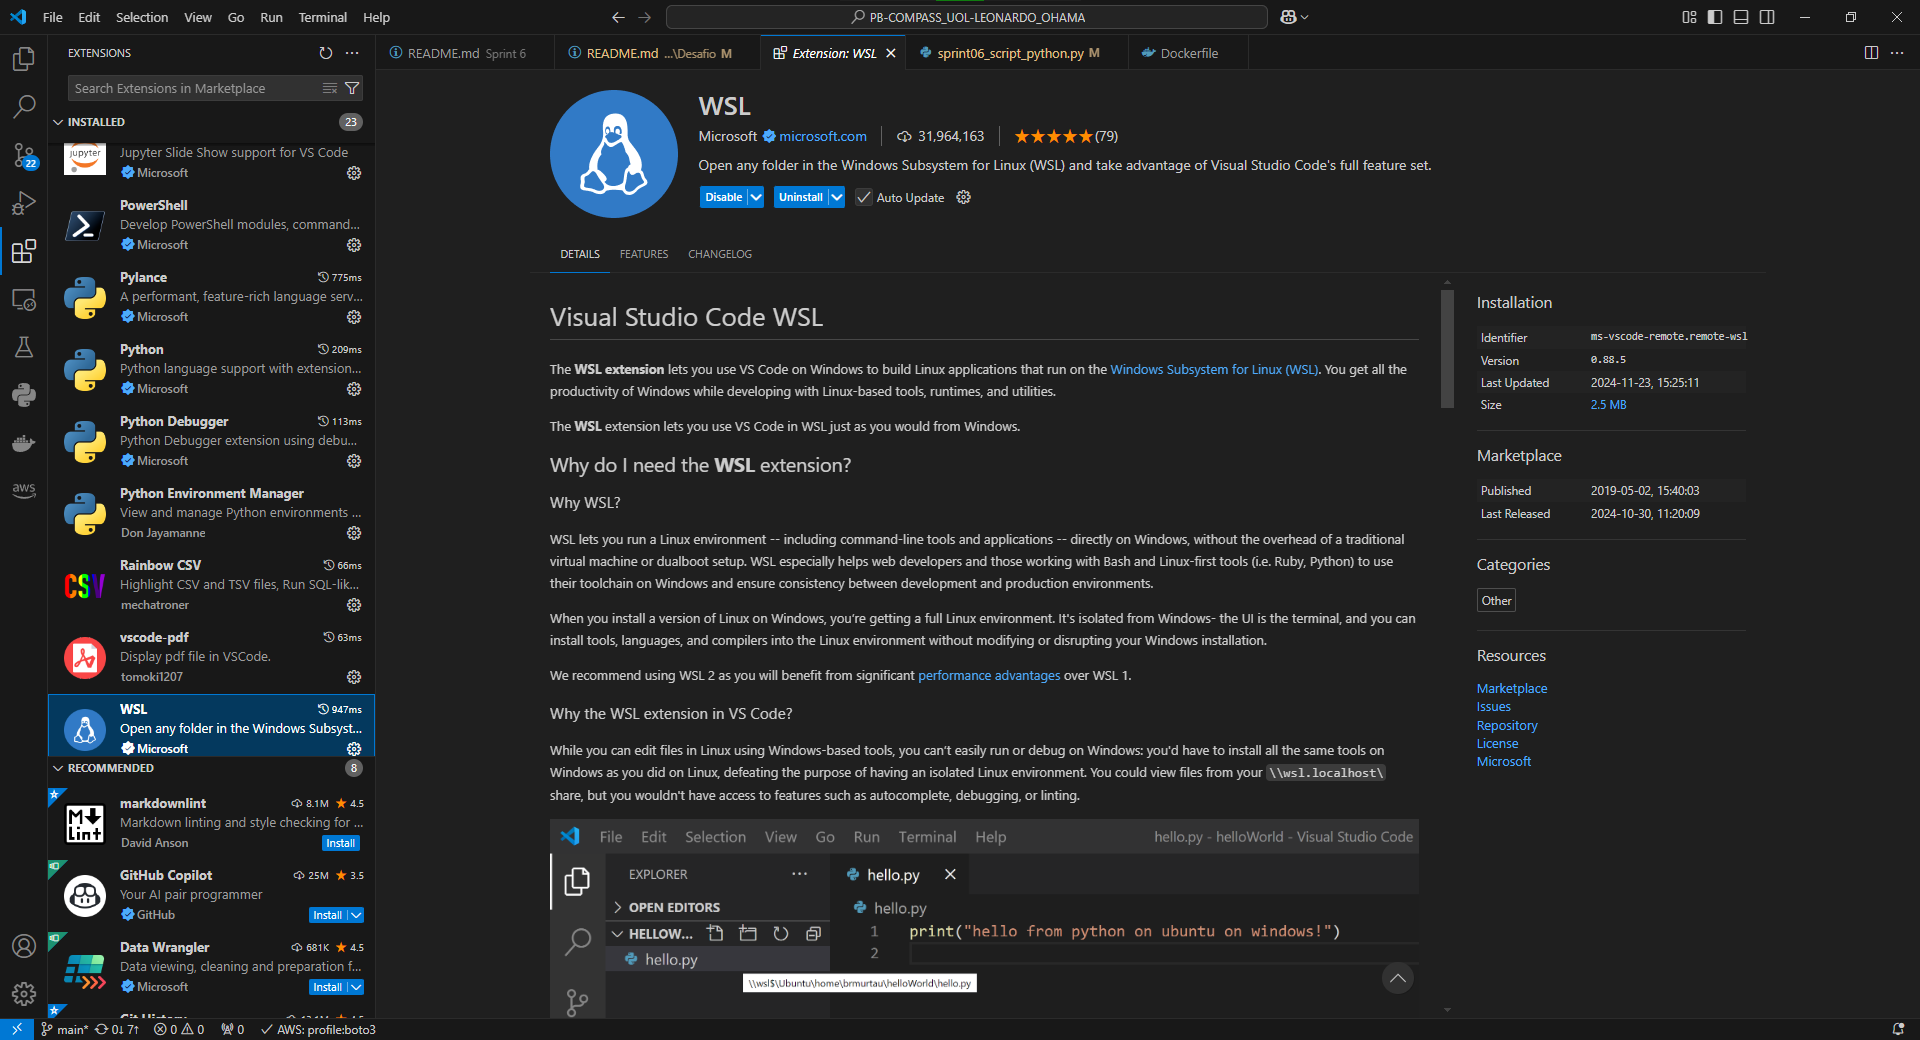 File Edit Selection View Go Run Terminal Help
PB-COMPASS_UOL-LEONARDO_OHAMA
EXTENSIONS
Search Extensions in Marketplace
INSTALLED 23
22
jupyter
Jupyter Slide Show support for VS Code
Microsoft
PowerShell
Develop PowerShell modules, command...
Microsoft
Pylance 775ms
A performant, feature-rich language serv...
Microsoft
Python 209ms
Python language support with extension...
Microsoft
Python Debugger 113ms
Python Debugger extension using debu...
Microsoft
Python Environment Manager
View and manage Python environments ...
Don Jayamanne
Rainbow CSV 66ms
CSV
Highlight CSV and TSV files, Run SQL-lik...
mechatroner
vscode-pdf 63ms
Display pdf file in VSCode.
tomoki1207
WSL 947ms
Open any folder in the Windows Subsyst...
Microsoft
RECOMMENDED 8
markdownlint 8.1M 4.5
M Lint
Markdown linting and style checking for ...
David Anson Install
GitHub Copilot 25M 3.5
Your AI pair programmer
GitHub Install
Data Wrangler 681K 4.5
Data viewing, cleaning and preparation f...
Microsoft Install
aws
README.md Sprint 6
README.md ...\Desafio M
Extension: WSL
sprint06_script_python.py M
Dockerfile
WSL
Microsoft microsoft.com 31,964,163 (79)
Open any folder in the Windows Subsystem for Linux (WSL) and take advantage of Visual Studio Code's full feature set.
Disable Uninstall Auto Update
DETAILS FEATURES CHANGELOG
Visual Studio Code WSL
The WSL extension lets you use VS Code on Windows to build Linux applications that run on the Windows Subsystem for Linux (WSL). You get all the
productivity of Windows while developing with Linux-based tools, runtimes, and utilities.
The WSL extension lets you use VS Code in WSL just as you would from Windows.
Why do I need the WSL extension?
Why WSL?
WSL lets you run a Linux environment -- including command-line tools and applications -- directly on Windows, without the overhead of a traditional
virtual machine or dualboot setup. WSL especially helps web developers and those working with Bash and Linux-first tools (i.e. Ruby, Python) to use
their toolchain on Windows and ensure consistency between development and production environments.
When you install a version of Linux on Windows, you're getting a full Linux environment. It's isolated from Windows- the UI is the terminal, and you can
install tools, languages, and compilers into the Linux environment without modifying or disrupting your Windows installation.
We recommend using WSL 2 as you will benefit from significant performance advantages over WSL 1.
Why the WSL extension in VS Code?
While you can edit files in Linux using Windows-based tools, you can't easily run or debug on Windows: you'd have to install all the same tools on
Windows as you did on Linux, defeating the purpose of having an isolated Linux environment. You could view files from your \\wsl.localhost\
share, but you wouldn't have access to features such as autocomplete, debugging, or linting.
File Edit Selection View Go Run Terminal Help hello.py - helloWorld - Visual Studio Code
EXPLORER
OPEN EDITORS
HELLOW...
hello.py
\\wsl$\Ubuntu\home\brmurtau\helloWorld\hello.py
hello.py
hello.py
1 print("hello from python on ubuntu on windows!")
2
Installation
Identifier ms-vscode-remote.remote-wsl
Version 0.88.5
Last Updated 2024-11-23, 15:25:11
Size 2.5 MB
Marketplace
Published 2019-05-02, 15:40:03
Last Released 2024-10-30, 11:20:09
Categories
Other
Resources
Marketplace
Issues
Repository
License
Microsoft
main* 0↓ 7↑ 0 0 0 AWS: profile:boto3